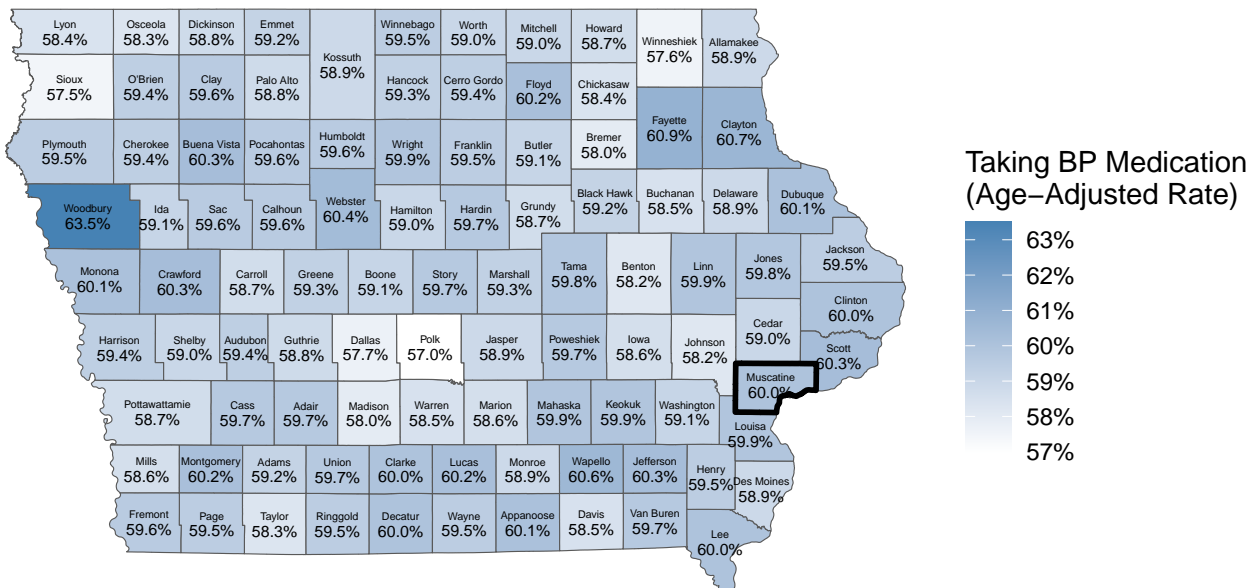 Lyon
58.4%
Osceola
58.3%
Dickinson
58.8%
Emmet
59.2%
Kossuth
58.9%
Winnebago
59.5%
Worth
59.0%
Mitchell
59.0%
Howard
58.7%
Winneshiek
57.6%
Allamakee
58.9%
Sioux
57.5%
O'Brien
59.4%
Clay
59.6%
Palo Alto
58.8%
Hancock
59.3%
Cerro Gordo
59.4%
Floyd
60.2%
Chickasaw
58.4%
Fayette
60.9%
Clayton
60.7%
Plymouth
59.5%
Cherokee
59.4%
Buena Vista
60.3%
Pocahontas
59.6%
Humboldt
59.6%
Wright
59.9%
Franklin
59.5%
Butler
59.1%
Bremer
58.0%
Woodbury
63.5%
Ida
59.1%
Sac
59.6%
Calhoun
59.6%
Webster
60.4%
Hamilton
59.0%
Hardin
59.7%
Grundy
58.7%
Black Hawk
59.2%
Buchanan
58.5%
Delaware
58.9%
Dubuque
60.1%
Monona
60.1%
Crawford
60.3%
Carroll
58.7%
Greene
59.3%
Boone
59.1%
Story
59.7%
Marshall
59.3%
Tama
59.8%
Benton
58.2%
Linn
59.9%
Jones
59.8%
Jackson
59.5%
Clinton
60.0%
Harrison
59.4%
Shelby
59.0%
Audubon
59.4%
Guthrie
58.8%
Dallas
57.7%
Polk
57.0%
Jasper
58.9%
Poweshiek
59.7%
Iowa
58.6%
Johnson
58.2%
Cedar
59.0%
Scott
60.3%
Muscatine
60.0%
Pottawattamie
58.7%
Cass
59.7%
Adair
59.7%
Madison
58.0%
Warren
58.5%
Marion
58.6%
Mahaska
59.9%
Keokuk
59.9%
Washington
59.1%
Louisa
59.9%
Mills
58.6%
Montgomery
60.2%
Adams
59.2%
Union
59.7%
Clarke
60.0%
Lucas
60.2%
Monroe
58.9%
Wapello
60.6%
Jefferson
60.3%
Henry
59.5%
Des Moines
58.9%
Fremont
59.6%
Page
59.5%
Taylor
58.3%
Ringgold
59.5%
Decatur
60.0%
Wayne
59.5%
Appanoose
60.1%
Davis
58.5%
Van Buren
59.7%
Lee
60.0%
Taking BP Medication
(Age−Adjusted Rate)
63%
62%
61%
60%
59%
58%
57%